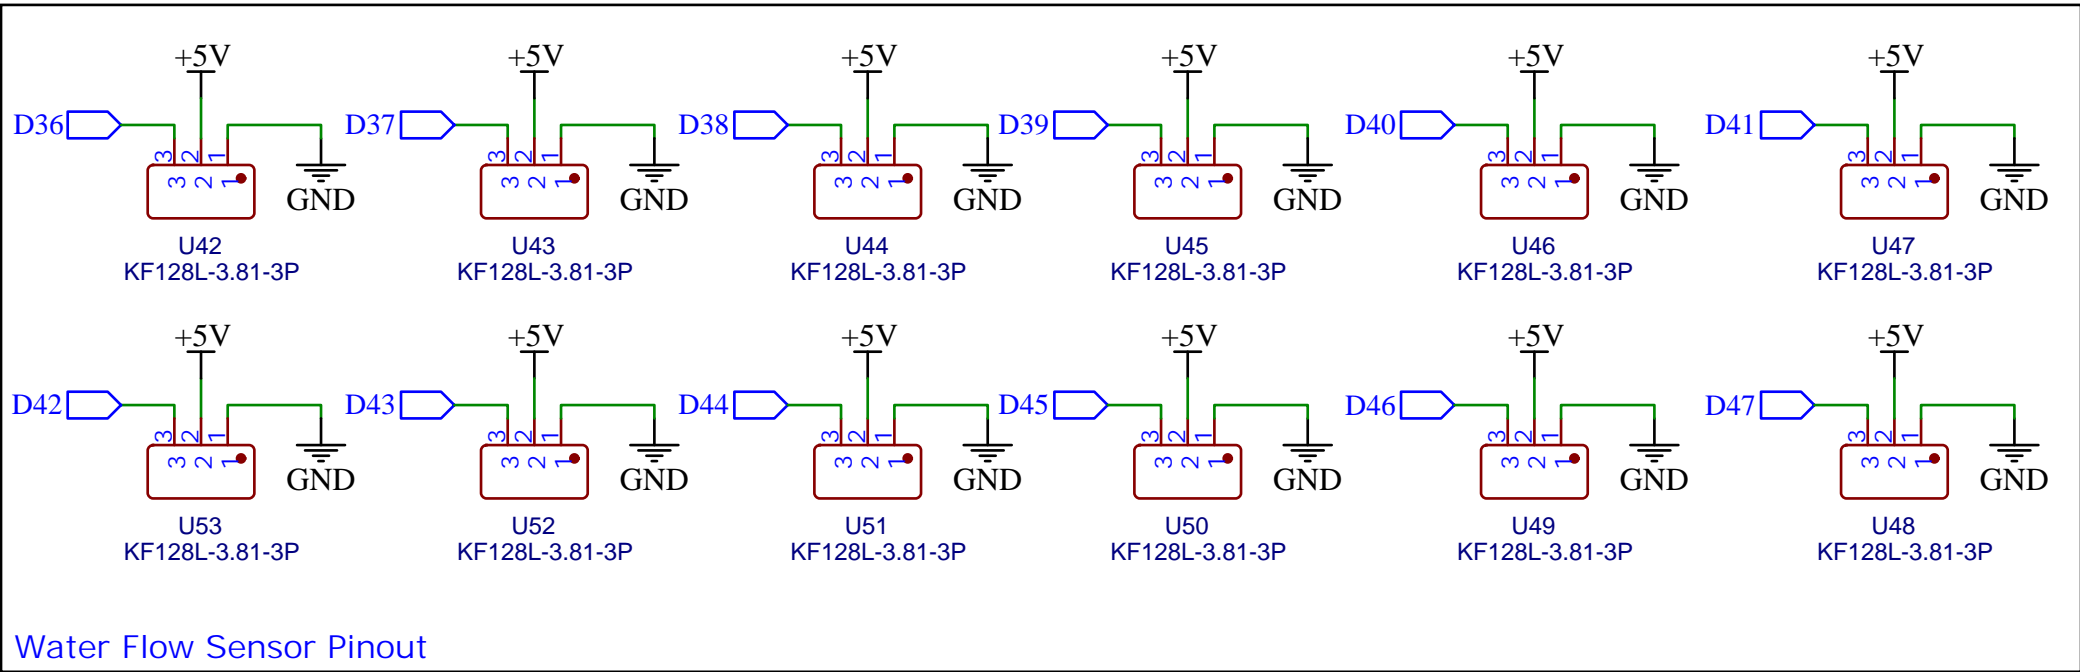 +5V +5V +5V +5V +5V +5V
D36 D37 D38 D39 D40 D41
3 2 1 3 2 1 3 2 1 3 2 1 3 2 1 3 2 1
3 2 1 3 2 1 3 2 1 3 2 1 3 2 1 3 2 1
GND GND GND GND GND GND
U42 U43 U44 U45 U46 U47
KF128L-3.81-3P KF128L-3.81-3P KF128L-3.81-3P KF128L-3.81-3P KF128L-3.81-3P KF128L-3.81-3P
+5V +5V +5V +5V +5V +5V
D42 D43 D44 D45 D46 D47
3 2 1 3 2 1 3 2 1 3 2 1 3 2 1 3 2 1
3 2 1 3 2 1 3 2 1 3 2 1 3 2 1 3 2 1
GND GND GND GND GND GND
U53 U52 U51 U50 U49 U48
KF128L-3.81-3P KF128L-3.81-3P KF128L-3.81-3P KF128L-3.81-3P KF128L-3.81-3P KF128L-3.81-3P
Water Flow Sensor Pinout